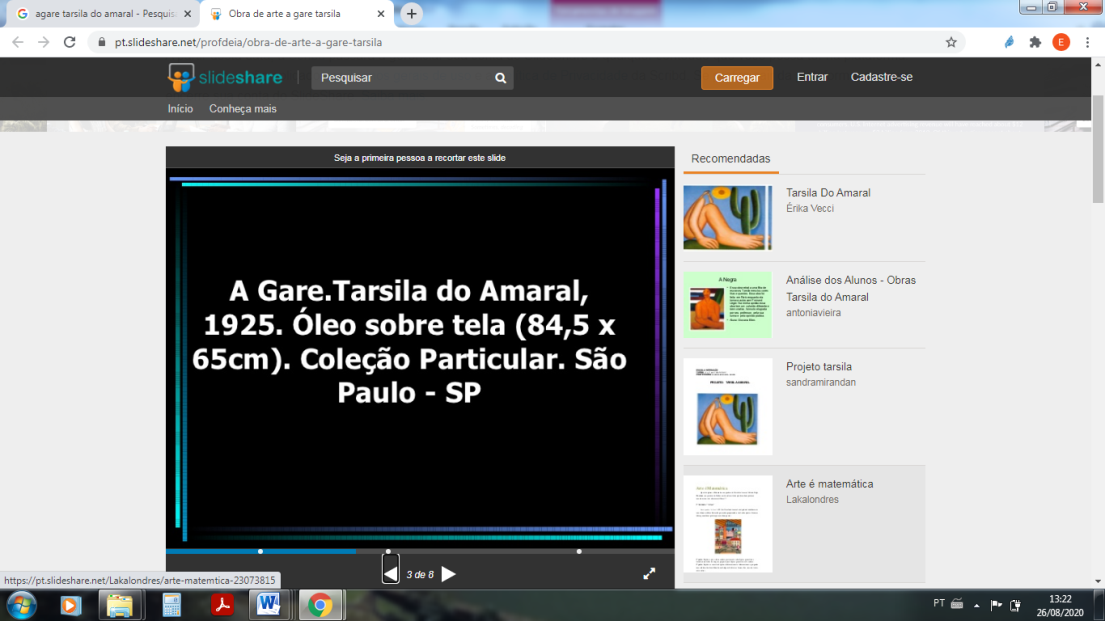 agare tarsila do amaral - Pesquis
Obra de arte a gare tarsila
pt.slideshare.net/profdeia/obra-de-arte-a-gare-tarsila
E
slideshare
Pesquisar
Carregar
Entrar
Cadastre-se
Início
Conheça mais
Seja a primeira pessoa a recortar este slide
A Gare.Tarsila do Amaral,
1925. Óleo sobre tela (84,5 x
65cm). Coleção Particular. São
Paulo - SP
3 de 8
Recomendadas
Tarsila Do Amaral
Érika Vecci
A Negra
Análise dos Alunos - Obras
Tarsila do Amaral
antoniavieira
Projeto tarsila
sandramirandan
Arte é matemática
Lakalondres
https://pt.slideshare.net/Lakalondres/arte-matemtica-23073815
PT
13:22
26/08/2020